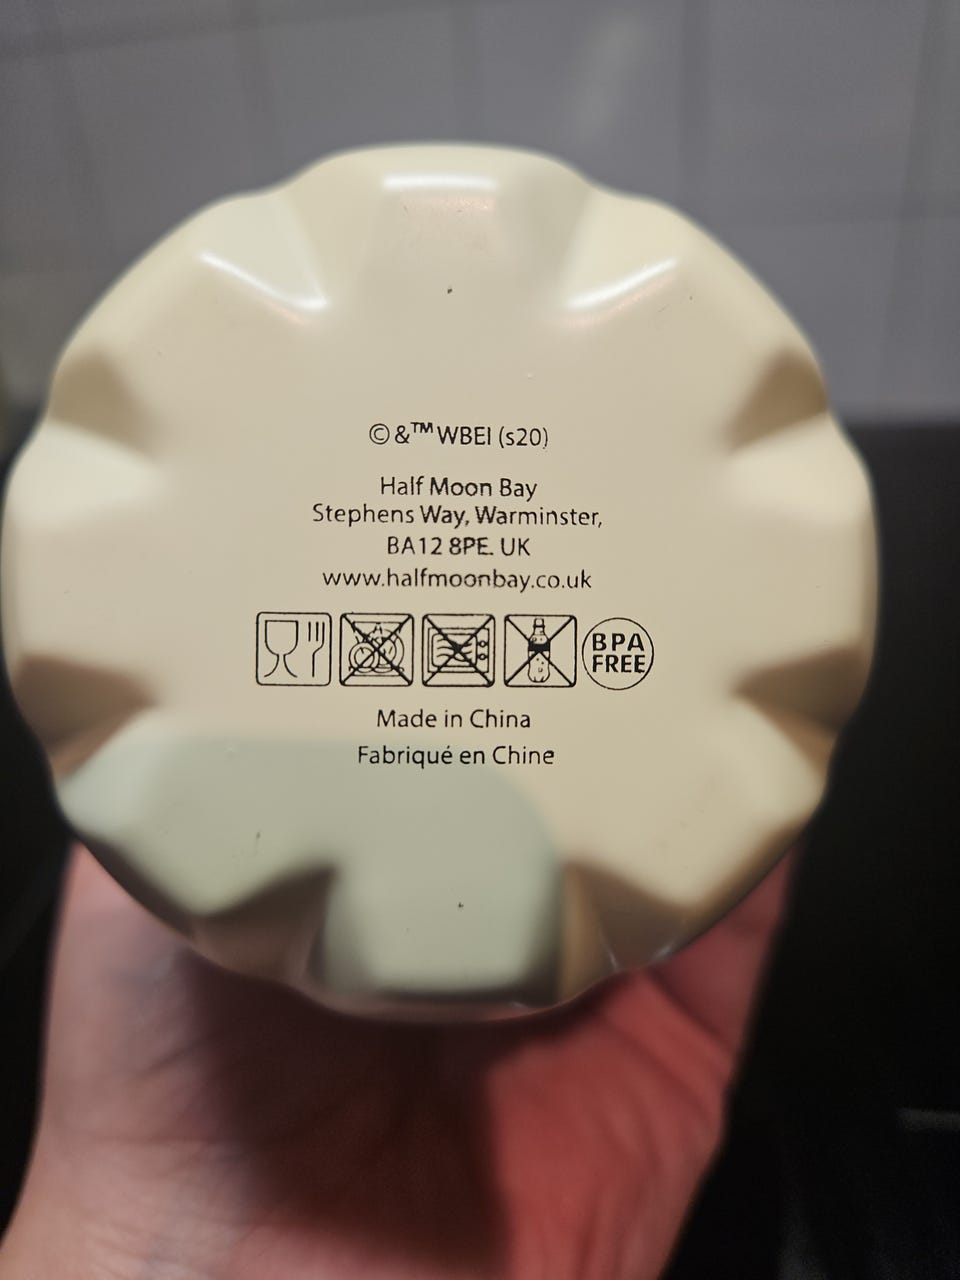 ©&™WBEI (s20)
Half Moon Bay
Stephens Way, Warminster,
BA12 8PE. UK
www.halfmoonbay.co.uk
BPA
FREE
Made in China
Fabriqué en Chine